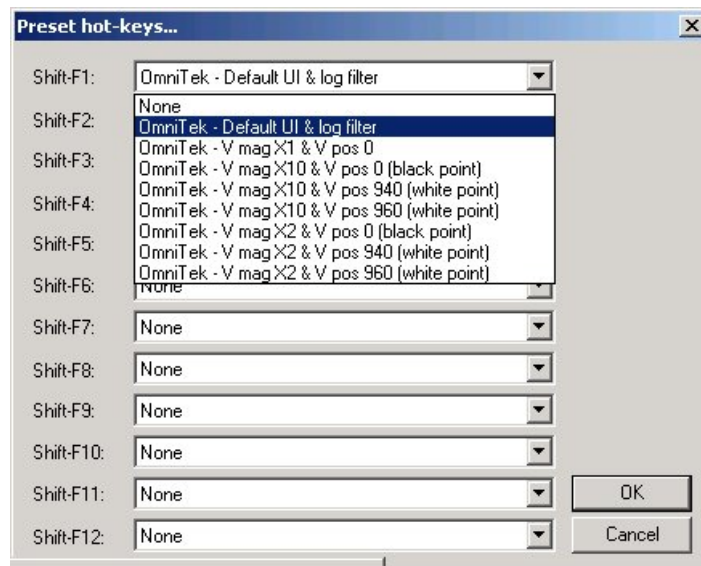 Preset hot-keys...
Shift-F1: OmniTek - Default UI & log filter
None
Shift-F2: OmniTek - Default UI & log filter
OmniTek - V mag X1 & V pos 0
Shift-F3: OmniTek - V mag X10 & V pos 0 (black point)
OmniTek - V mag X10 & V pos 940 (white point)
Shift-F4: OmniTek - V mag X10 & V pos 960 (white point)
OmniTek - V mag X2 & V pos 0 (black point)
Shift-F5: OmniTek - V mag X2 & V pos 940 (white point)
OmniTek - V mag X2 & V pos 960 (white point)
Shift-F6: None
Shift-F7: None
Shift-F8: None
Shift-F9: None
Shift-F10: None
Shift-F11: None OK
Shift-F12: None Cancel